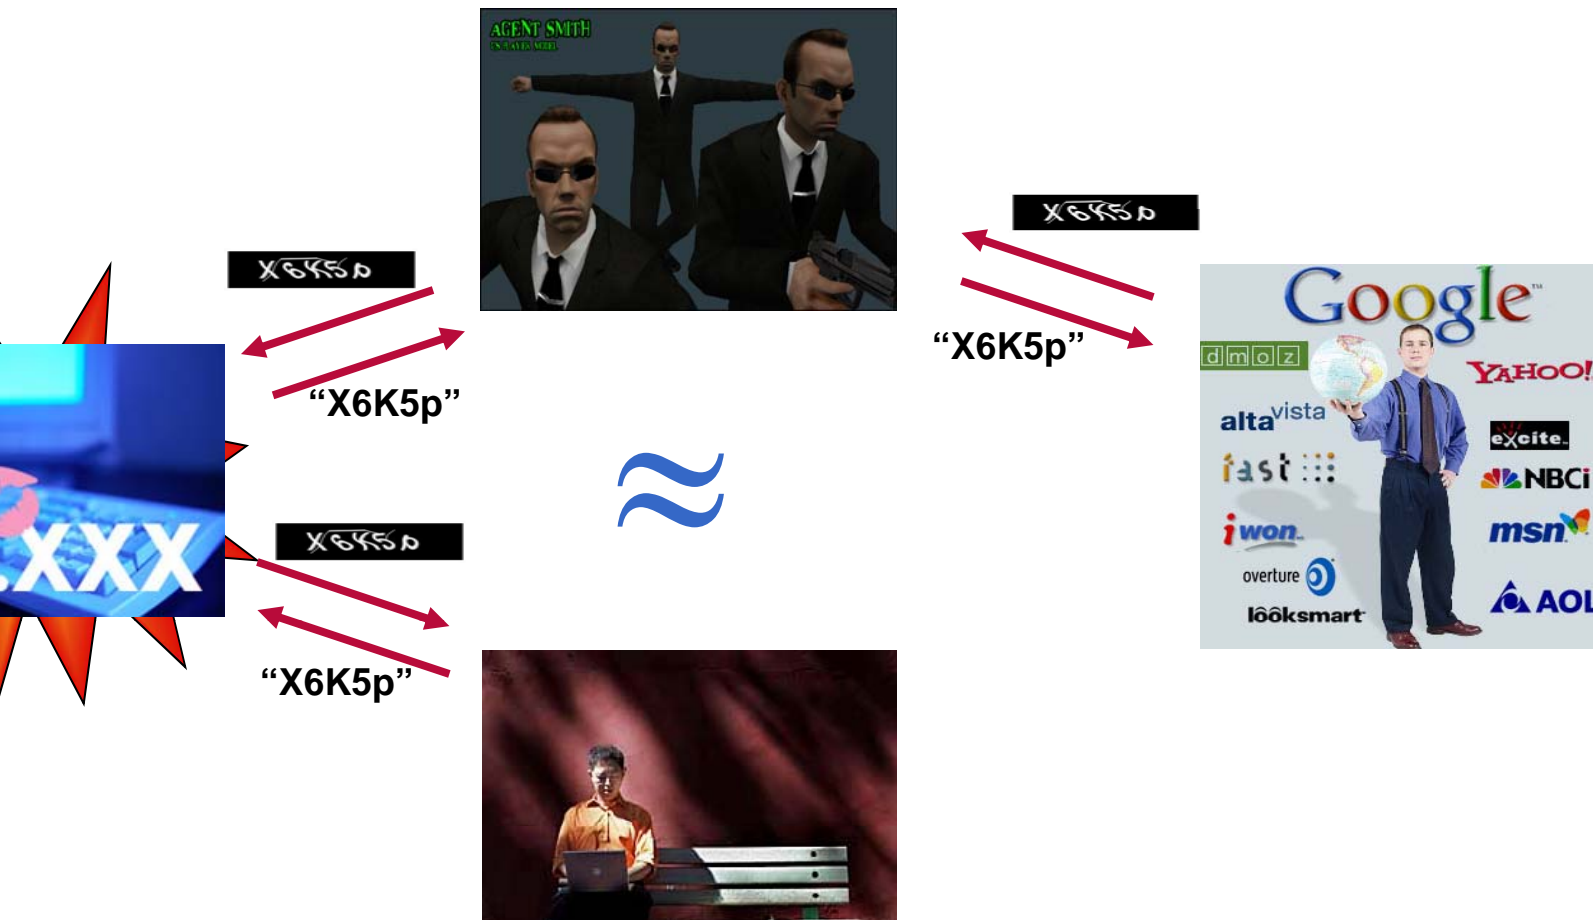 AGENT SMITH
X6K5p
X6K5p
Google™
“X6K5p”
dmoz
YAHOO!
“X6K5p”
altavista
excite
fast
NBCi
.xxx
X6K5p
iwon
msn
overture
AOL
looksmart
“X6K5p”